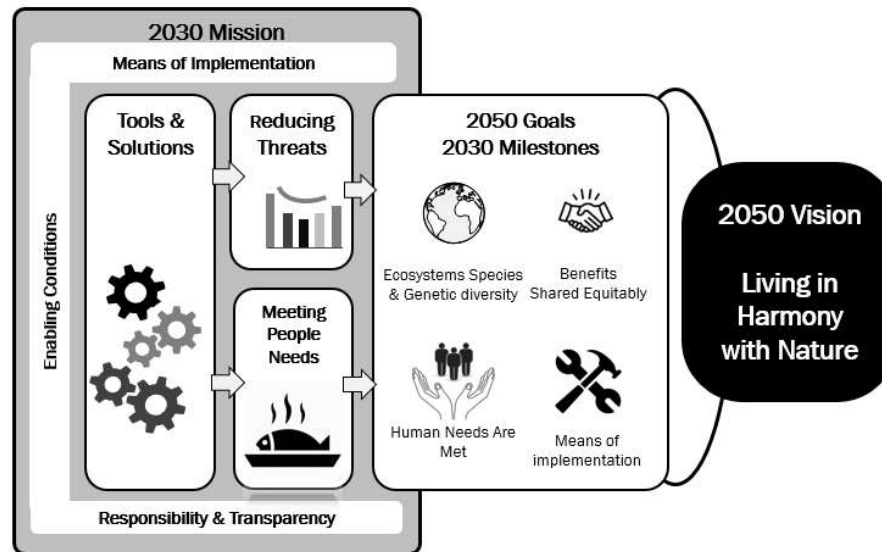 2030 Mission
Means of Implementation
Enabling Conditions
Tools &
Solutions
Reducing
Threats
Meeting
People
Needs
Responsibility & Transparency
2050 Goals
2030 Milestones
Ecosystems Species
& Genetic diversity
Benefits
Shared Equitably
Human Needs Are
Met
Means of
implementation
2050 Vision
Living in
Harmony
with Nature